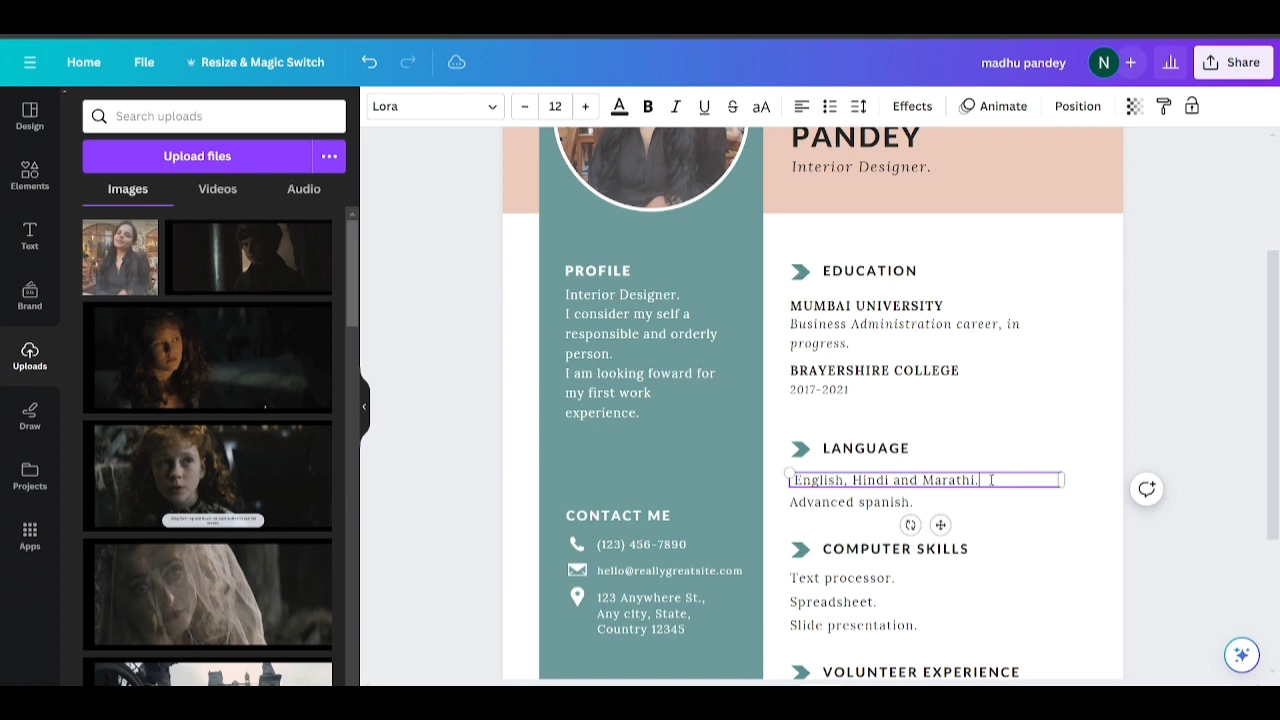 Home File Resize & Magic Switch madhu pandey N + Share
Lora - 12 + A B I U S aA Effects Animate Position
Design
Elements
Text
Brand
Uploads
Draw
Projects
Apps
Search uploads
Upload files
Images Videos Audio
PANDEY
Interior Designer.
PROFILE
Interior Designer.
I consider my self a
responsible and orderly
person.
I am looking foward for
my first work
experience.
CONTACT ME
(123) 456-7890
hello@reallygreatsite.com
123 Anywhere St.,
Any city, State,
Country 12345
EDUCATION
MUMBAI UNIVERSITY
Business Administration career, in
progress.
BRAYERSHIRE COLLEGE
2017-2021
LANGUAGE
English, Hindi and Marathi.
Advanced spanish.
COMPUTER SKILLS
Text processor.
Spreadsheet.
Slide presentation.
VOLUNTEER EXPERIENCE